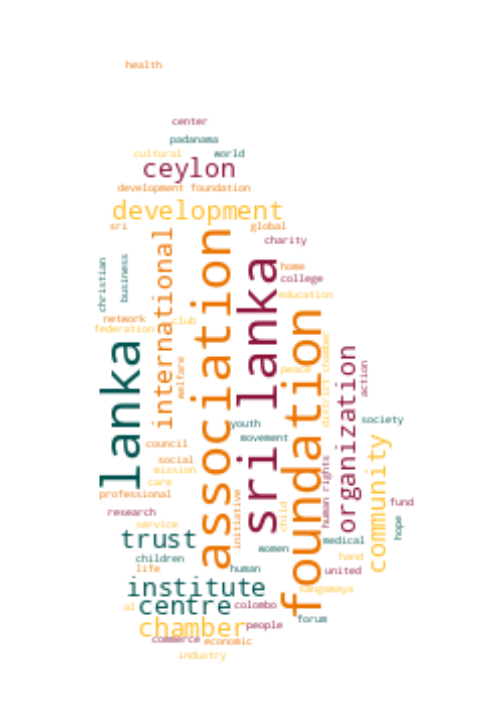 health
center
padanama
cultural world
ceylon
development foundation
development
sri global
charity
association
international
sri lanka
christian
business
home
college
education
network
federation club
foundation
lanka
welfare
peace
district chamber
organization
action
youth
society
movement
council
community
social
mission
care
human rights
professional
initiative
child
fund
research
hope
service
trust
medical
women
children
hand
life
human
united
institute
sangamaya
al centre colombo
forum
chamber people
commerce economic
industry